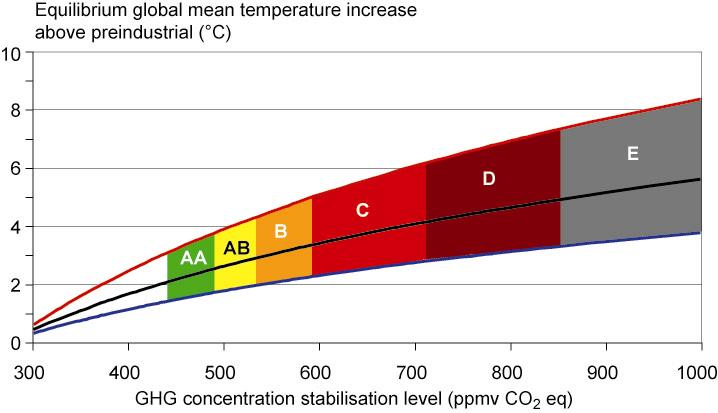 Equilibrium global mean temperature increase
above preindustrial (°C)
10
8
6
4
2
0
AA
AB
B
C
D
E
300 400 500 600 700 800 900 1000
GHG concentration stabilisation level (ppmv CO₂ eq)